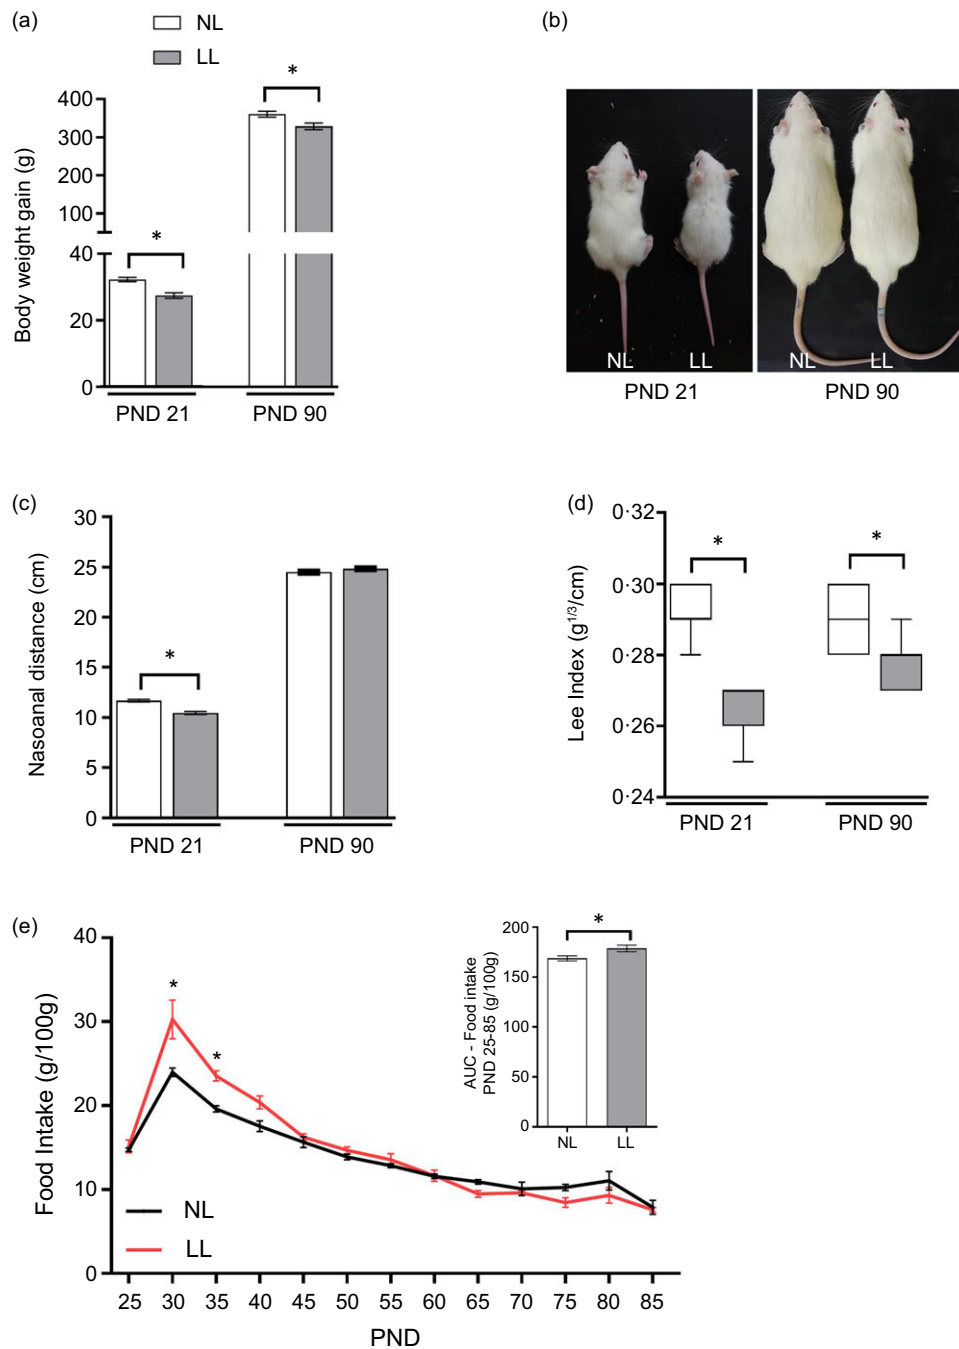 (a)
NL
LL
*
400
300
200
100
*
40
20
0
Body weight gain (g)
PND 21
PND 90
(b)
NL
LL
NL
LL
PND 21
PND 90
(c)
30
25
20
15
10
5
0
Nasoanal distance (cm)
*
PND 21
PND 90
(d)
0·32
0·30
0·28
0·26
0·24
Lee Index (g1/3/cm)
*
*
PND 21
PND 90
(e)
40
30
20
10
0
Food Intake (g/100g)
*
*
NL
LL
25 30 35 40 45 50 55 60 65 70 75 80 85
PND
200
150
100
50
0
AUC - Food intake
PND 25-85 (g/100g)
*
NL
LL